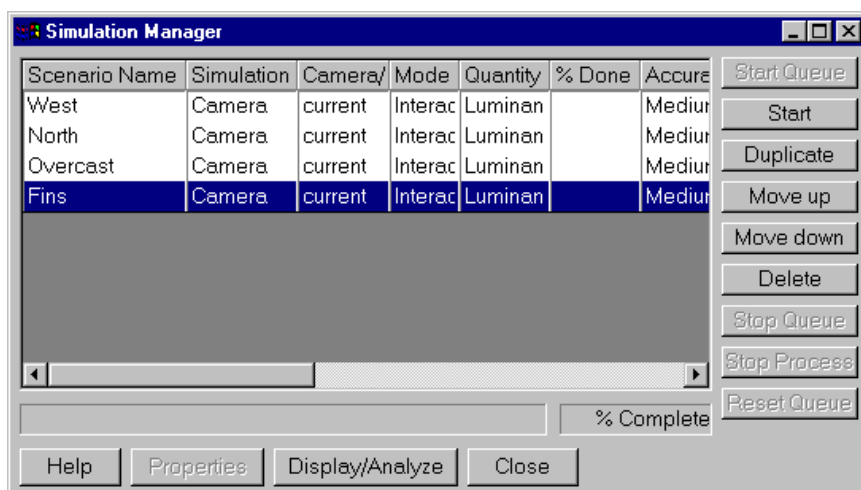 Simulation Manager
Scenario Name Simulation Camera/ Mode Quantity % Done Accura
West Camera current Interac Luminan Mediur
North Camera current Interac Luminan Mediur
Overcast Camera current Interac Luminan Mediur
Fins Camera current Interac Luminan Mediur
Start Queue
Start
Duplicate
Move up
Move down
Delete
Stop Queue
Stop Process
Reset Queue
% Complete
Help Properties Display/Analyze Close